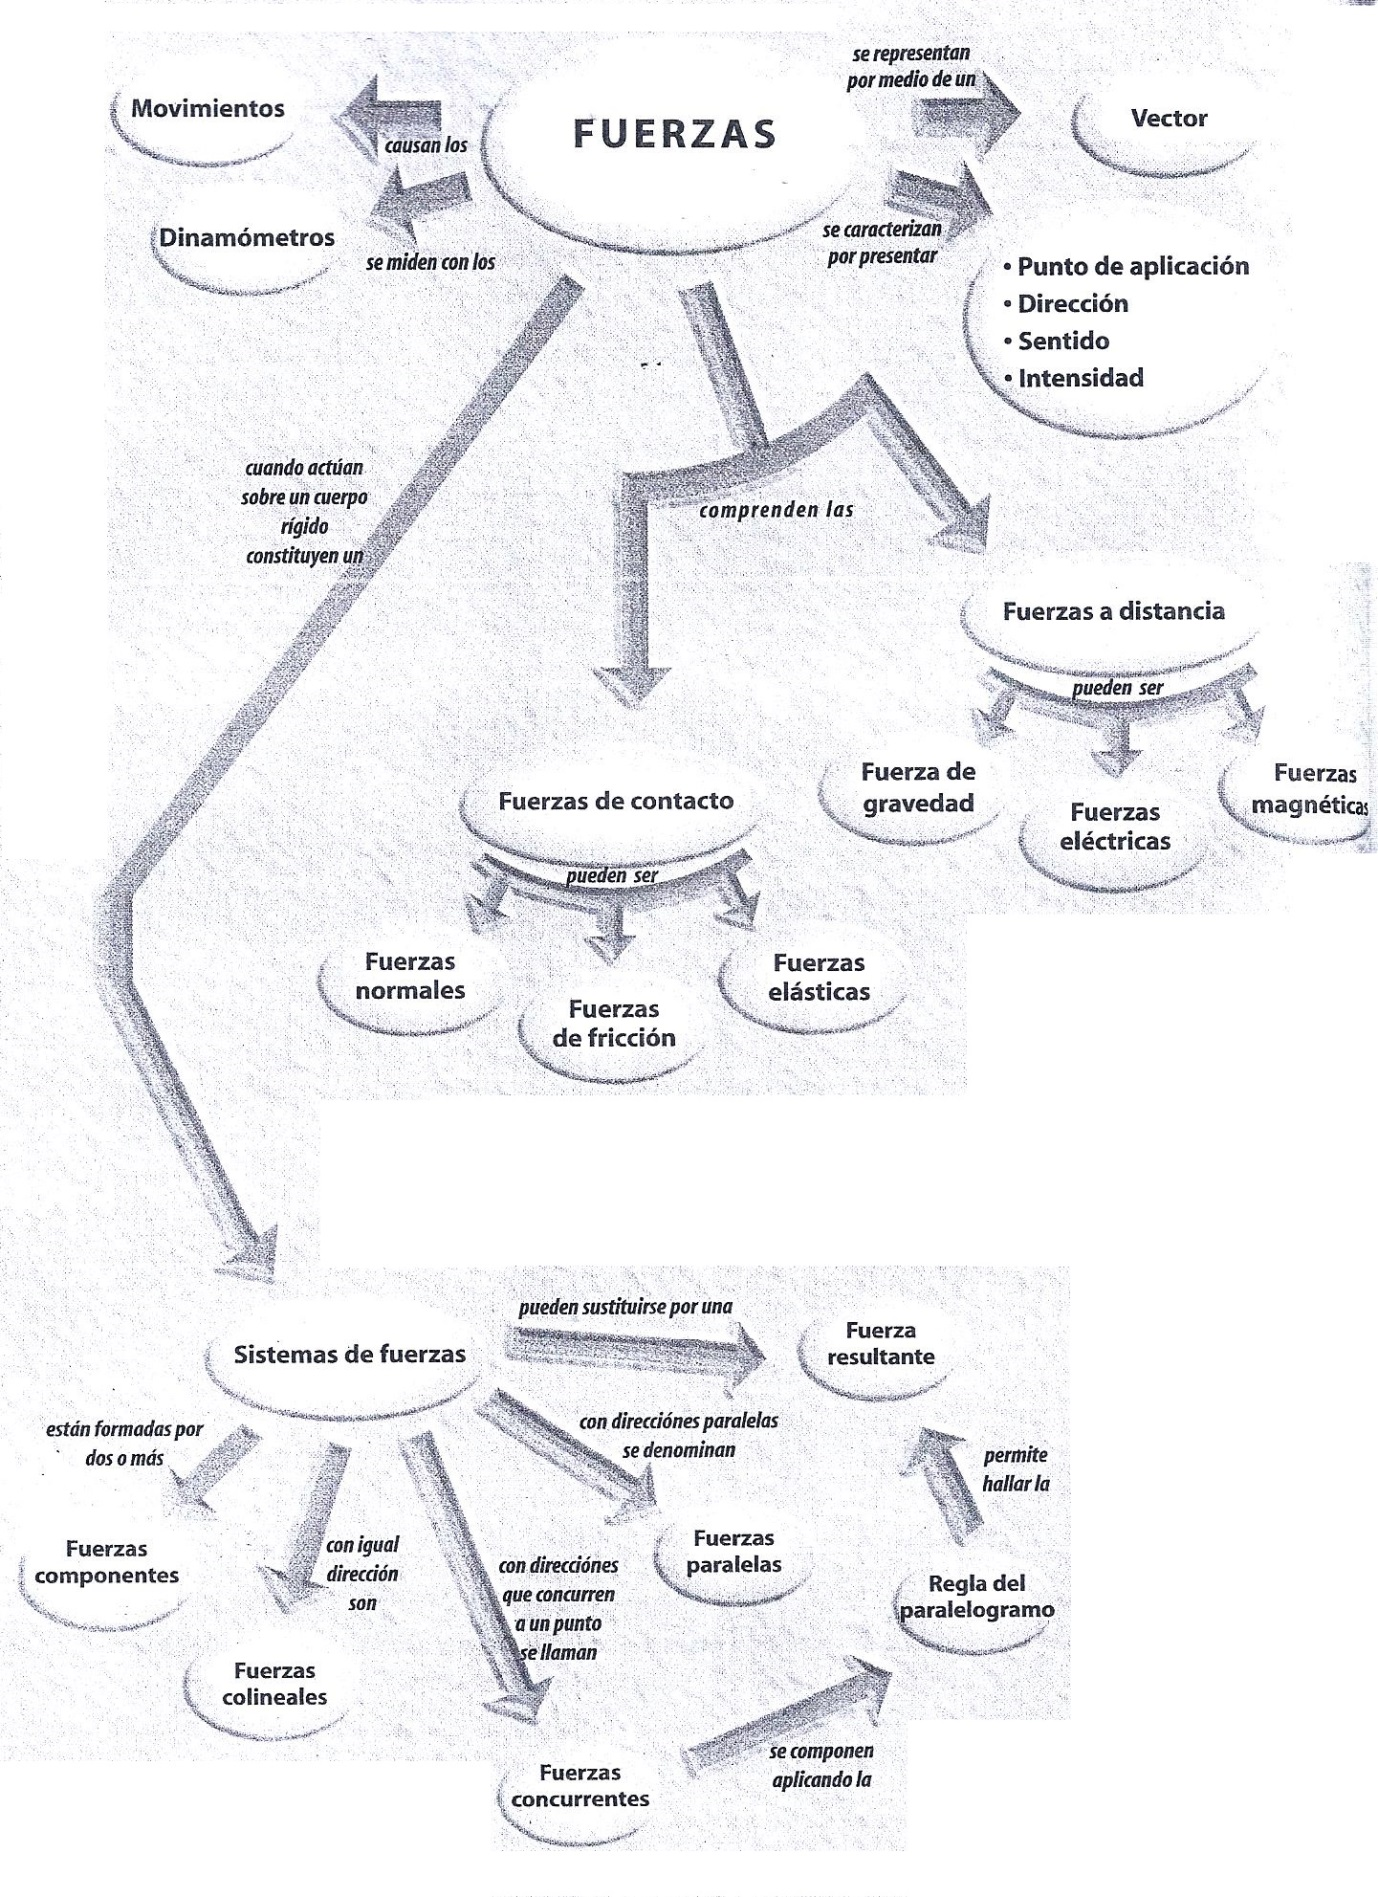 FUERZAS
Movimientos
causan los
Dinamómetros
se miden con los
se representan
por medio de un
Vector
se caracterizan
por presentar
• Punto de aplicación
• Dirección
• Sentido
• Intensidad
cuando actúan
sobre un cuerpo
rígido
constituyen un
comprenden las
Fuerzas a distancia
pueden ser
Fuerza de
gravedad
Fuerzas
eléctricas
Fuerzas
magnéticas
Fuerzas de contacto
pueden ser
Fuerzas
normales
Fuerzas
de fricción
Fuerzas
elásticas
Sistemas de fuerzas
pueden sustituirse por una
Fuerza
resultante
están formadas por
dos o más
Fuerzas
componentes
con igual
dirección
son
Fuerzas
colineales
con direcciónes
que concurren
a un punto
se llaman
Fuerzas
concurrentes
con direcciónes paralelas
se denominan
Fuerzas
paralelas
se componen
aplicando la
Regla del
paralelogramo
permite
hallar la